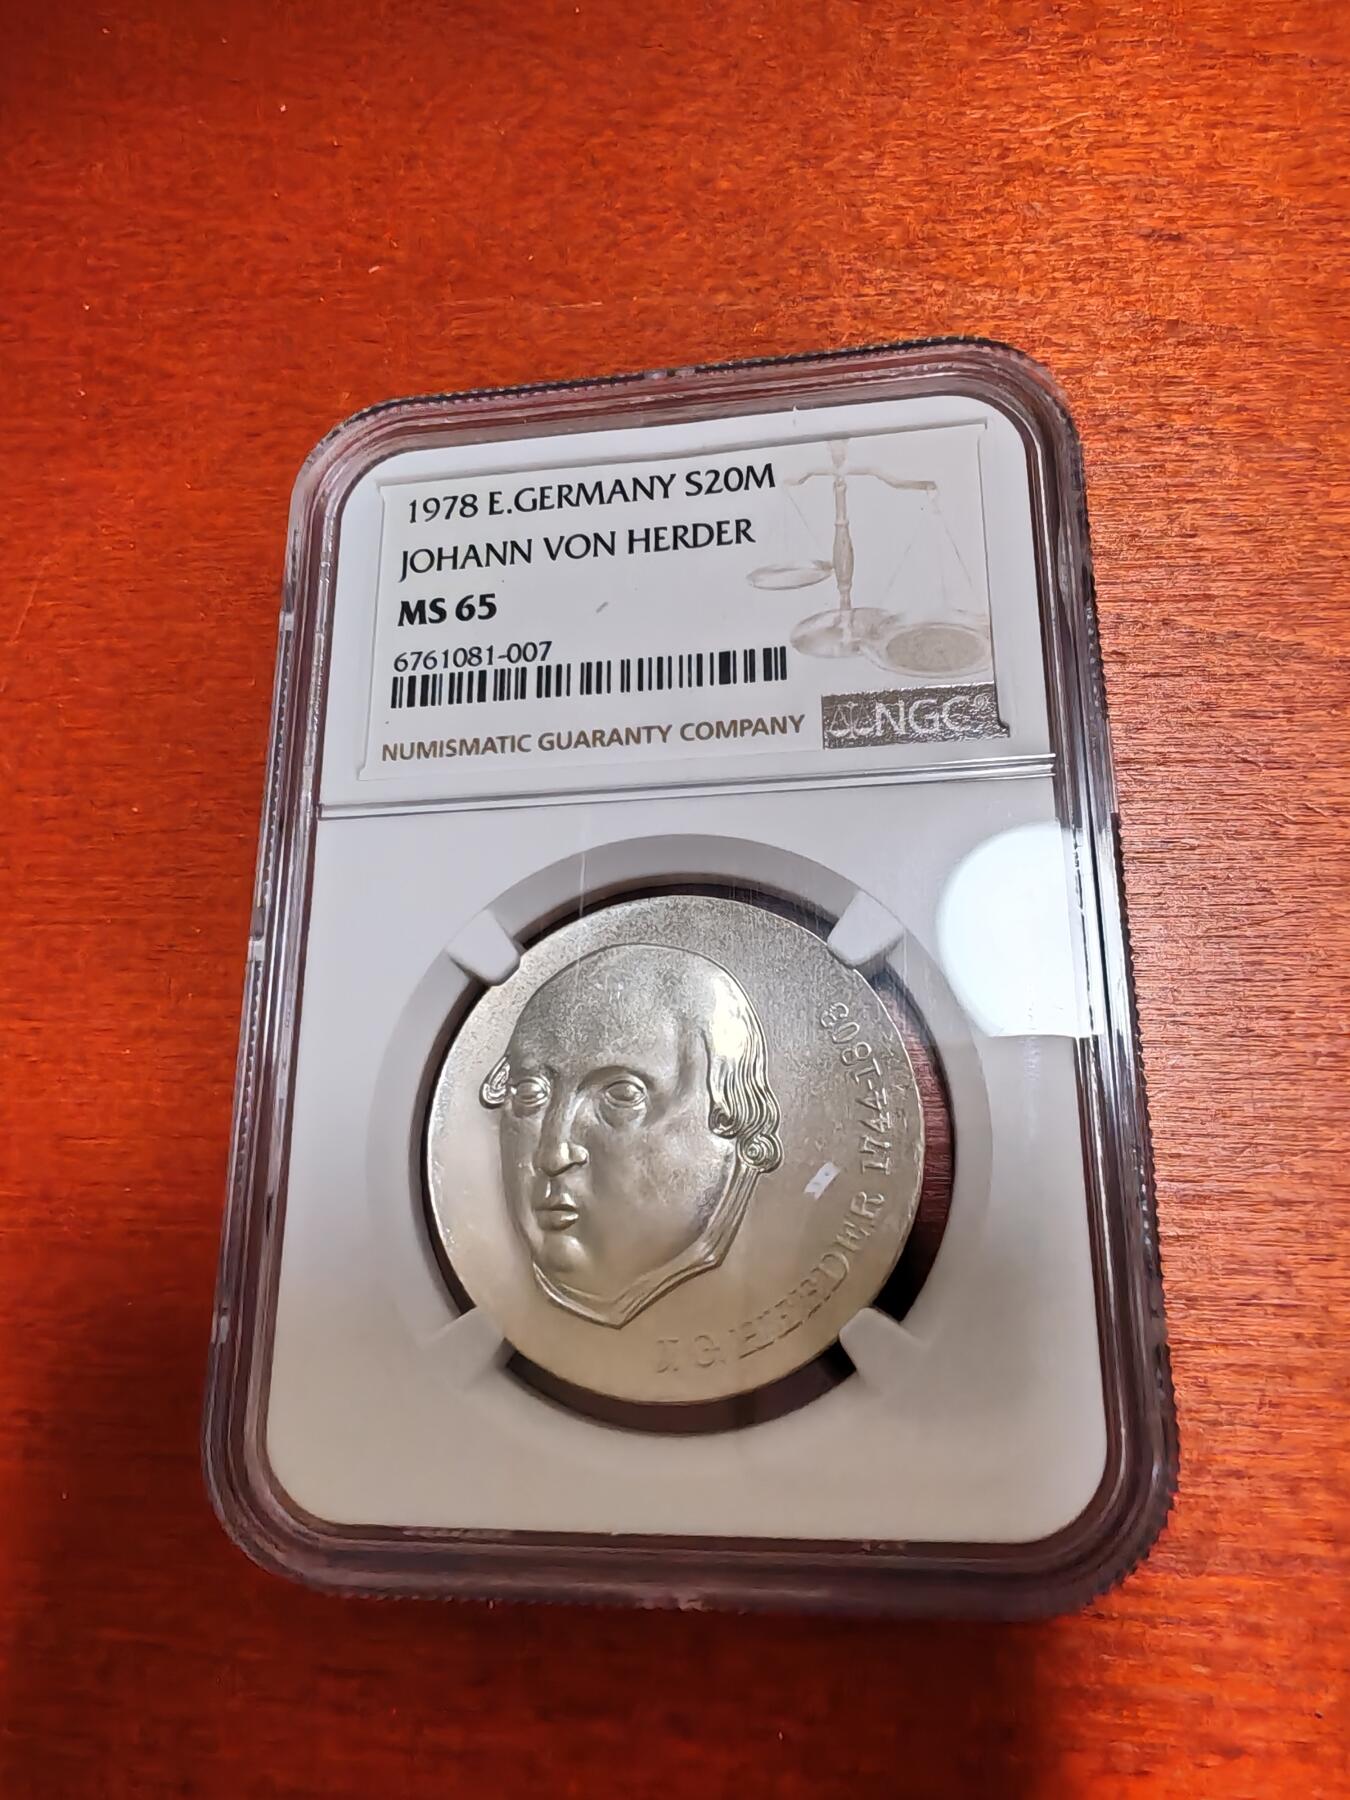 1978 E.GERMANY S20M
JOHANN VON HERDER
MS 65
6761081-007
NUMISMATIC GUARANTY COMPANY
NGC®
J. G. HERDER 1744-1803